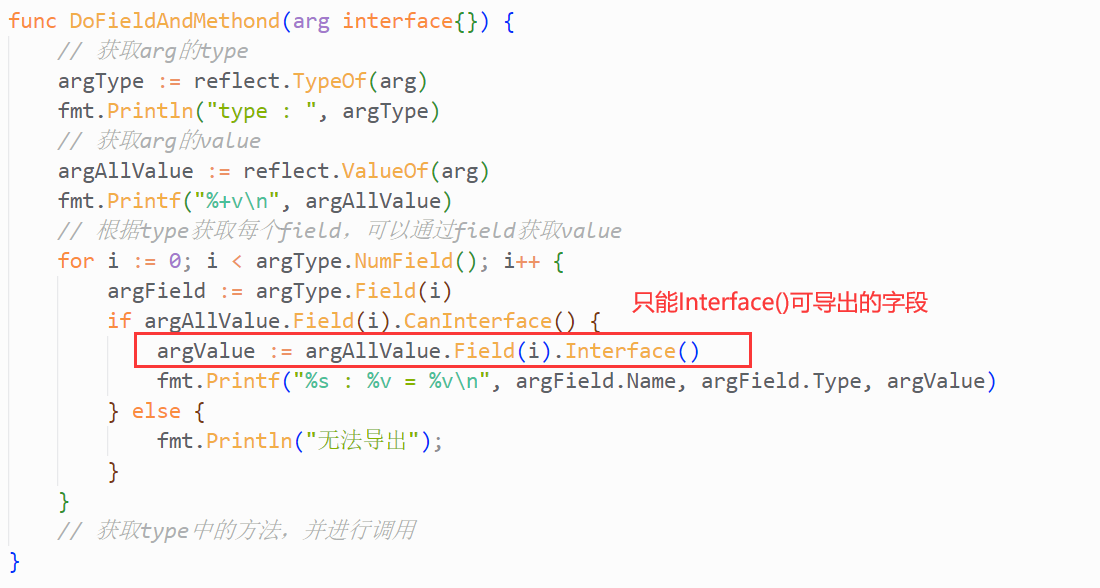 func DoFieldAndMethond(arg interface{}) {
// 获取arg的type
argType := reflect.TypeOf(arg)
fmt.Println("type : ", argType)
// 获取arg的value
argAllValue := reflect.ValueOf(arg)
fmt.Printf("%+v\n", argAllValue)
// 根据type获取每个field，可以通过field获取value
for i := 0; i < argType.NumField(); i++ {
argField := argType.Field(i)
只能Interface()可导出的字段
if argAllValue.Field(i).CanInterface() {
argValue := argAllValue.Field(i).Interface()
fmt.Printf("%s : %v = %v\n", argField.Name, argField.Type, argValue)
} else {
fmt.Println("无法导出");
}
}
// 获取type中的方法，并进行调用
}